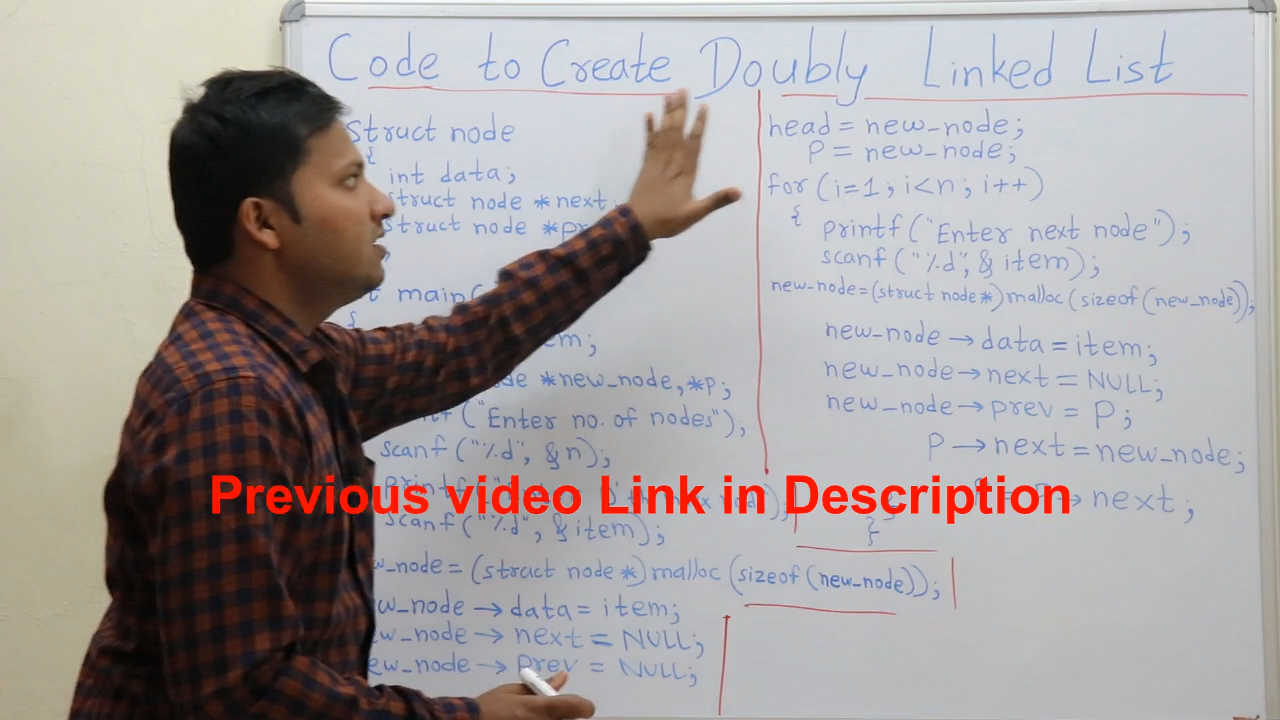 Code to Create Doubly Linked List
struct node
{
int data;
struct node *next
struct node *pr
main(
{
em;
*new_node, *p;
("Enter no. of nodes");
scanf ("%d", &n);
printf
scanf ("%d", &item);
w_node = (struct node *) malloc (sizeof (new_node));
w_node → data = item;
w_node → next = NULL;
ew_node → prev = NULL;
head = new_node;
P = new_node;
for (i=1; i<n; i++)
{ printf ("Enter next node");
scanf ("%d", & item);
new_node = (struct node *) malloc (sizeof (new_node));
new_node → data = item;
new_node → next = NULL;
new_node → prev = P;
P → next = new_node;
→ next;
}
Previous video Link in Description